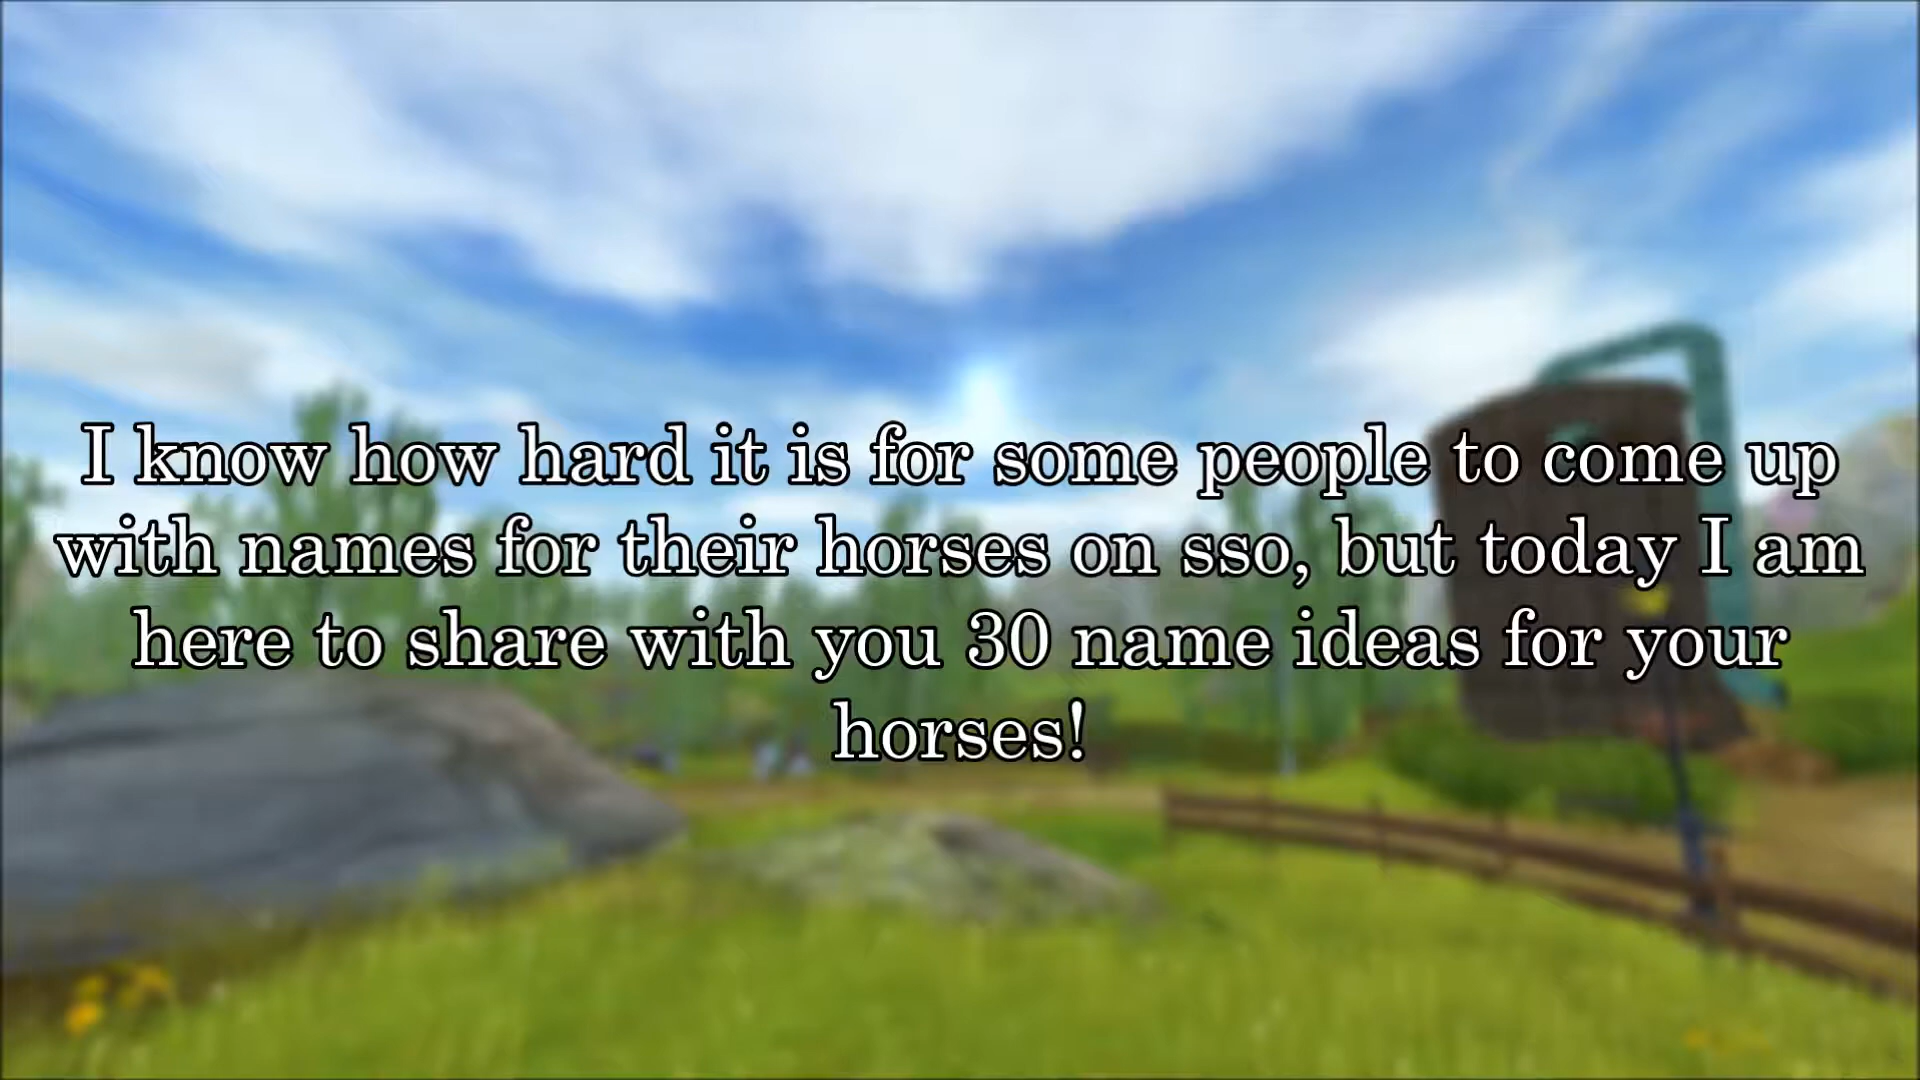 I know how hard it is for some people to come up
with names for their horses on sso, but today I am
here to share with you 30 name ideas for your
horses!